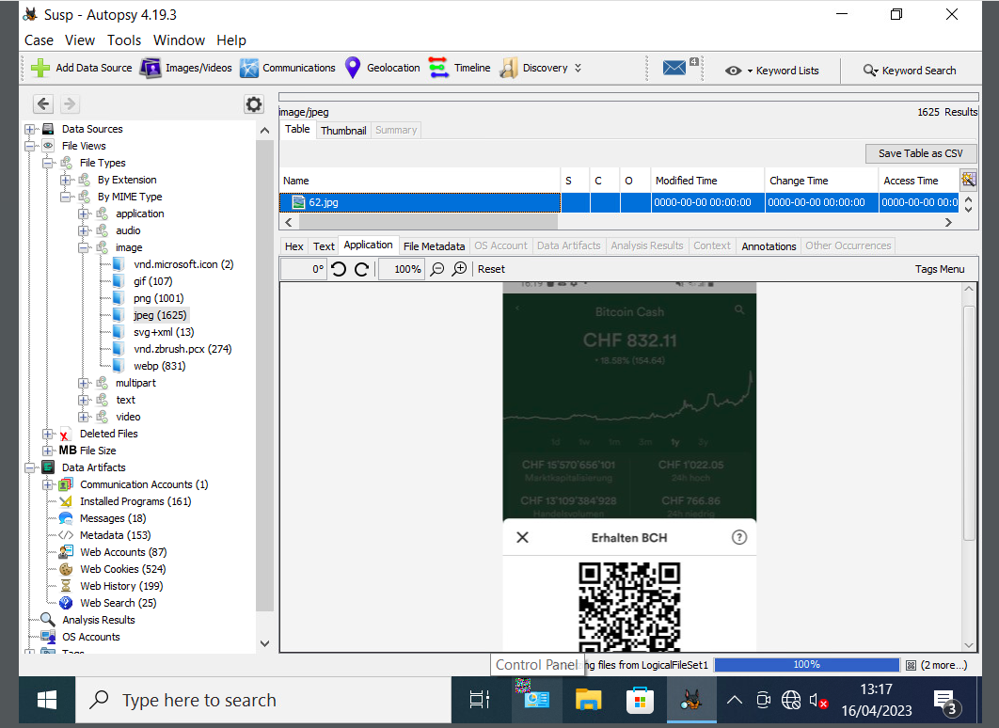 Susp - Autopsy 4.19.3
Case View Tools Window Help
Add Data Source Images/Videos Communications Geolocation Timeline Discovery 4 Keyword Lists Keyword Search
image/jpeg
1625 Results
Table Thumbnail Summary
Save Table as CSV
Name S C O Modified Time Change Time Access Time
62.jpg 0000-00-00 00:00:00 0000-00-00 00:00:00 0000-00-00 00:0
Hex Text Application File Metadata OS Account Data Artifacts Analysis Results Context Annotations Other Occurrences
0° 100% Reset Tags Menu
Data Sources
File Views
File Types
By Extension
By MIME Type
application
audio
image
vnd.microsoft.icon (2)
gif (107)
png (1001)
jpeg (1625)
svg+xml (13)
vnd.zbrush.pcx (274)
webp (831)
multipart
text
video
Deleted Files
MB File Size
Data Artifacts
Communication Accounts (1)
Installed Programs (161)
Messages (18)
Metadata (153)
Web Accounts (87)
Web Cookies (524)
Web History (199)
Web Search (25)
Analysis Results
OS Accounts
Tags
16:19
Bitcoin Cash
CHF 832.11
18.58% (154.64)
1d 1w 1m 3m 1y 3y
CHF 15'570'656'101 CHF 1'022.05
Marktkapitalisierung 24h hoch
CHF 13'109'384'928 CHF 766.86
Handelsvolumen 24h niedrig
Erhalten BCH
Control Panel
ng files from LogicalFileSet1 100% (2 more...)
Type here to search
13:17
16/04/2023
3